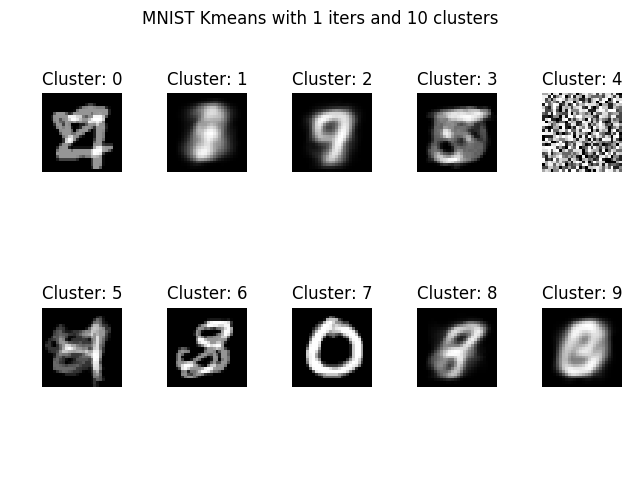 MNIST Kmeans with 1 iters and 10 clusters
Cluster: 0 Cluster: 1 Cluster: 2 Cluster: 3 Cluster: 4
Cluster: 5 Cluster: 6 Cluster: 7 Cluster: 8 Cluster: 9